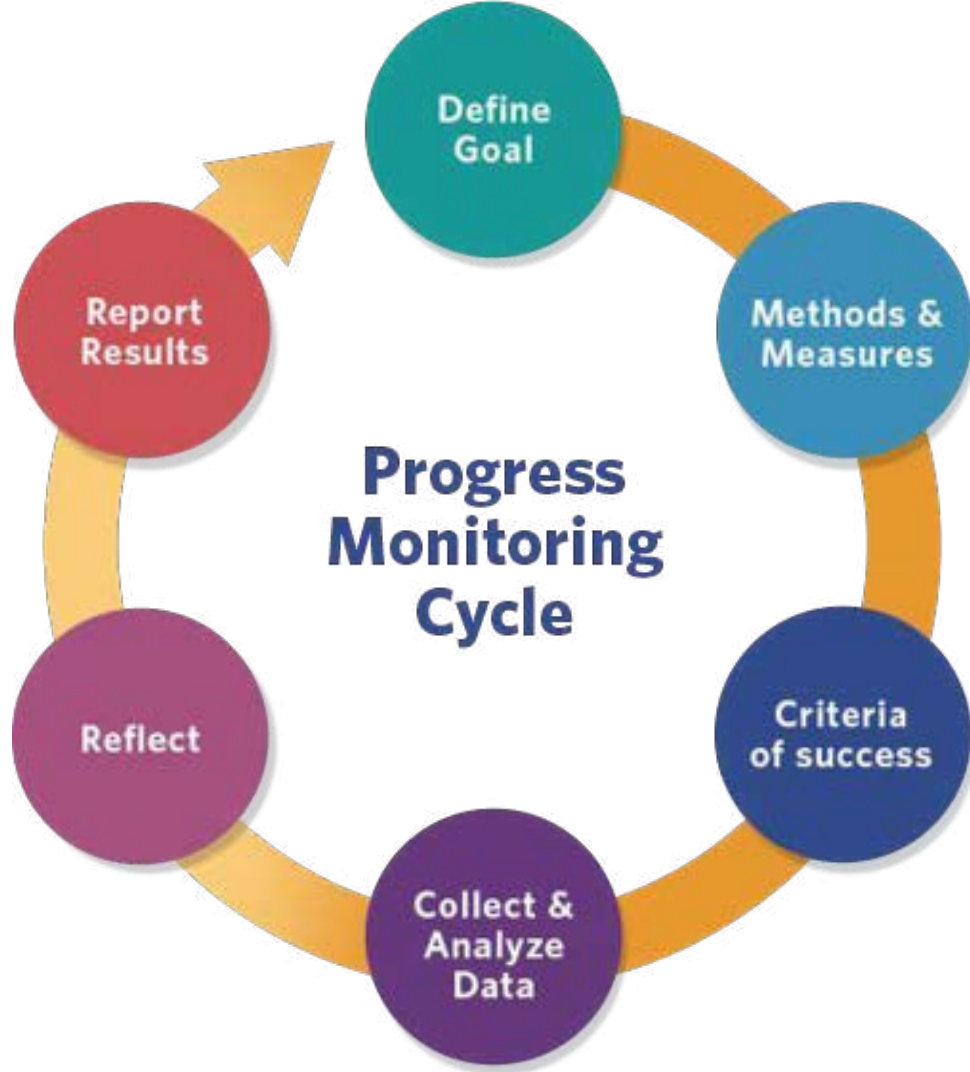 Define
Goal
Methods &
Measures
Criteria
of success
Collect &
Analyze
Data
Reflect
Report
Results
Progress
Monitoring
Cycle